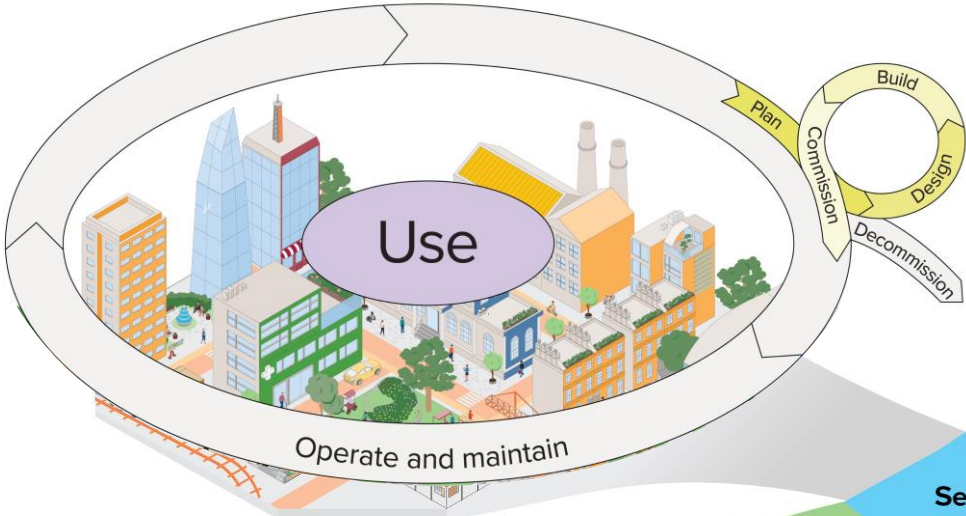 Build
Plan
Commission
Design
Use
Decommission
Operate and maintain
Se